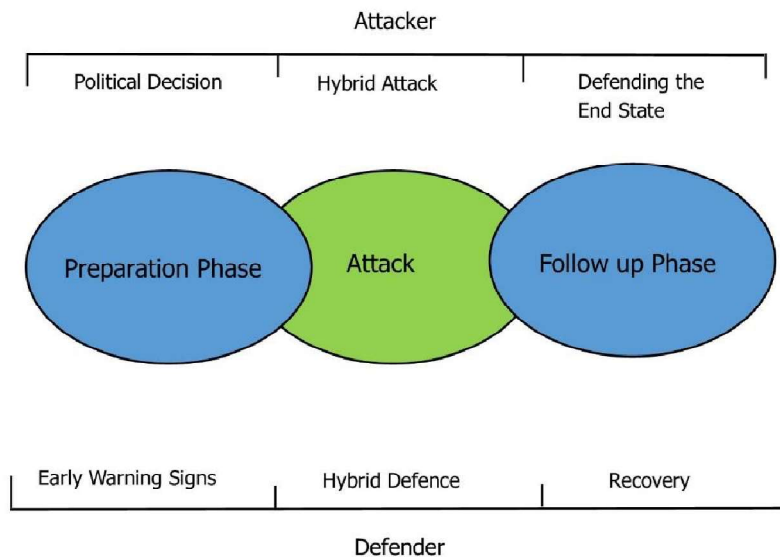 Attacker
Political Decision
Hybrid Attack
Defending the
End State
Preparation Phase
Attack
Follow up Phase
Early Warning Signs
Hybrid Defence
Recovery
Defender